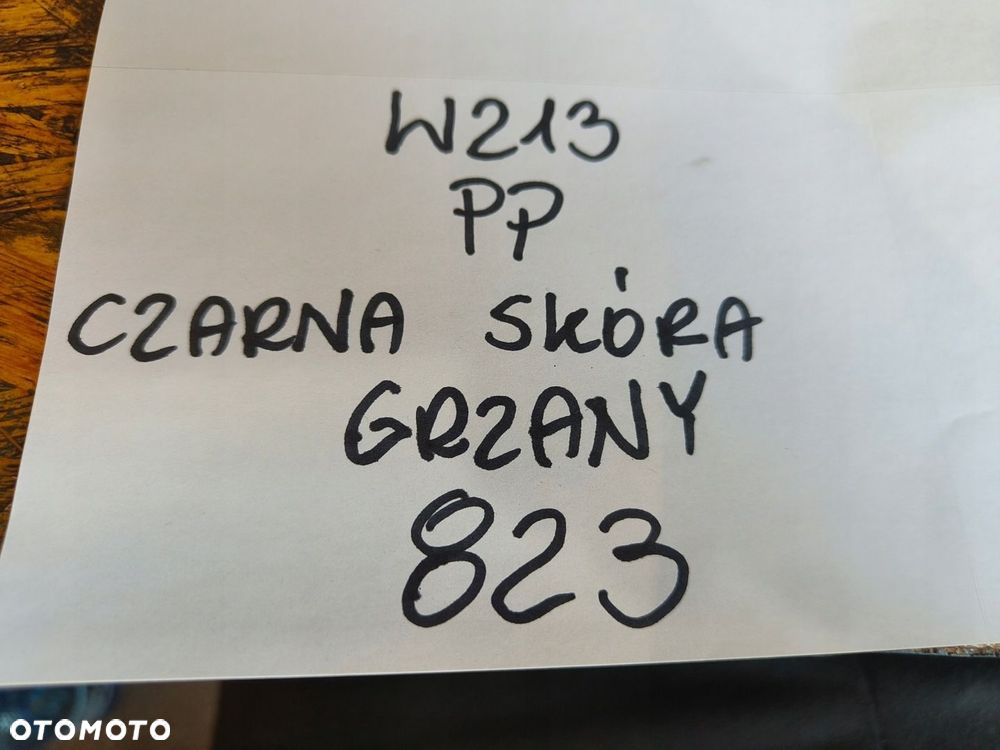 W213
PP
CZARNA SKÓRA
GRZANY
823
OTOMOTO